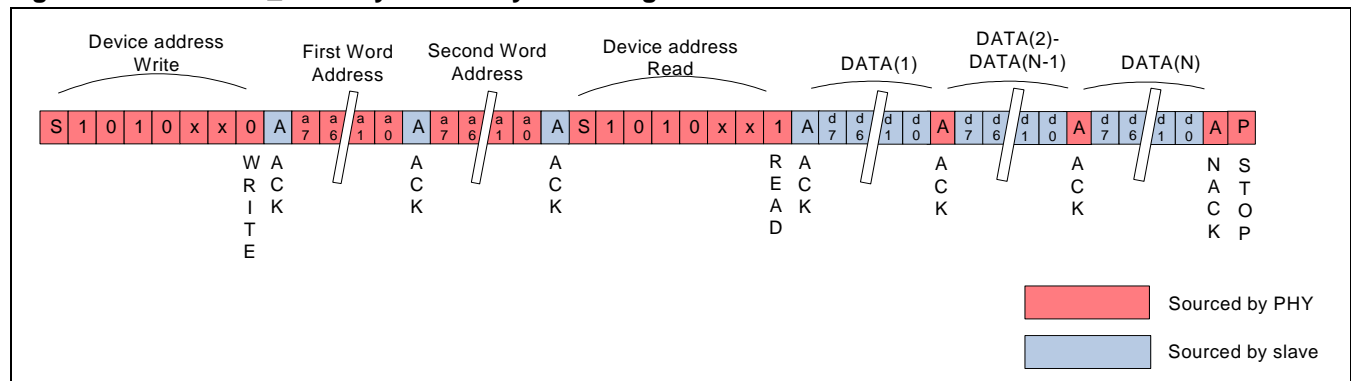 Device address
Write
First Word
Address
Second Word
Address
Device address
Read
DATA(1)
DATA(2)-
DATA(N-1)
DATA(N)
S 1 0 1 0 x x 0 A a7 a6 a1 a0 A a7 a6 a1 a0 A S 1 0 1 0 x x 1 A d7 d6 d1 d0 A d7 d6 d1 d0 A d7 d6 d1 d0 A P
WRITE
ACK
ACK
ACK
READ
ACK
ACK
ACK
NACK
STOP
Sourced by PHY
Sourced by slave